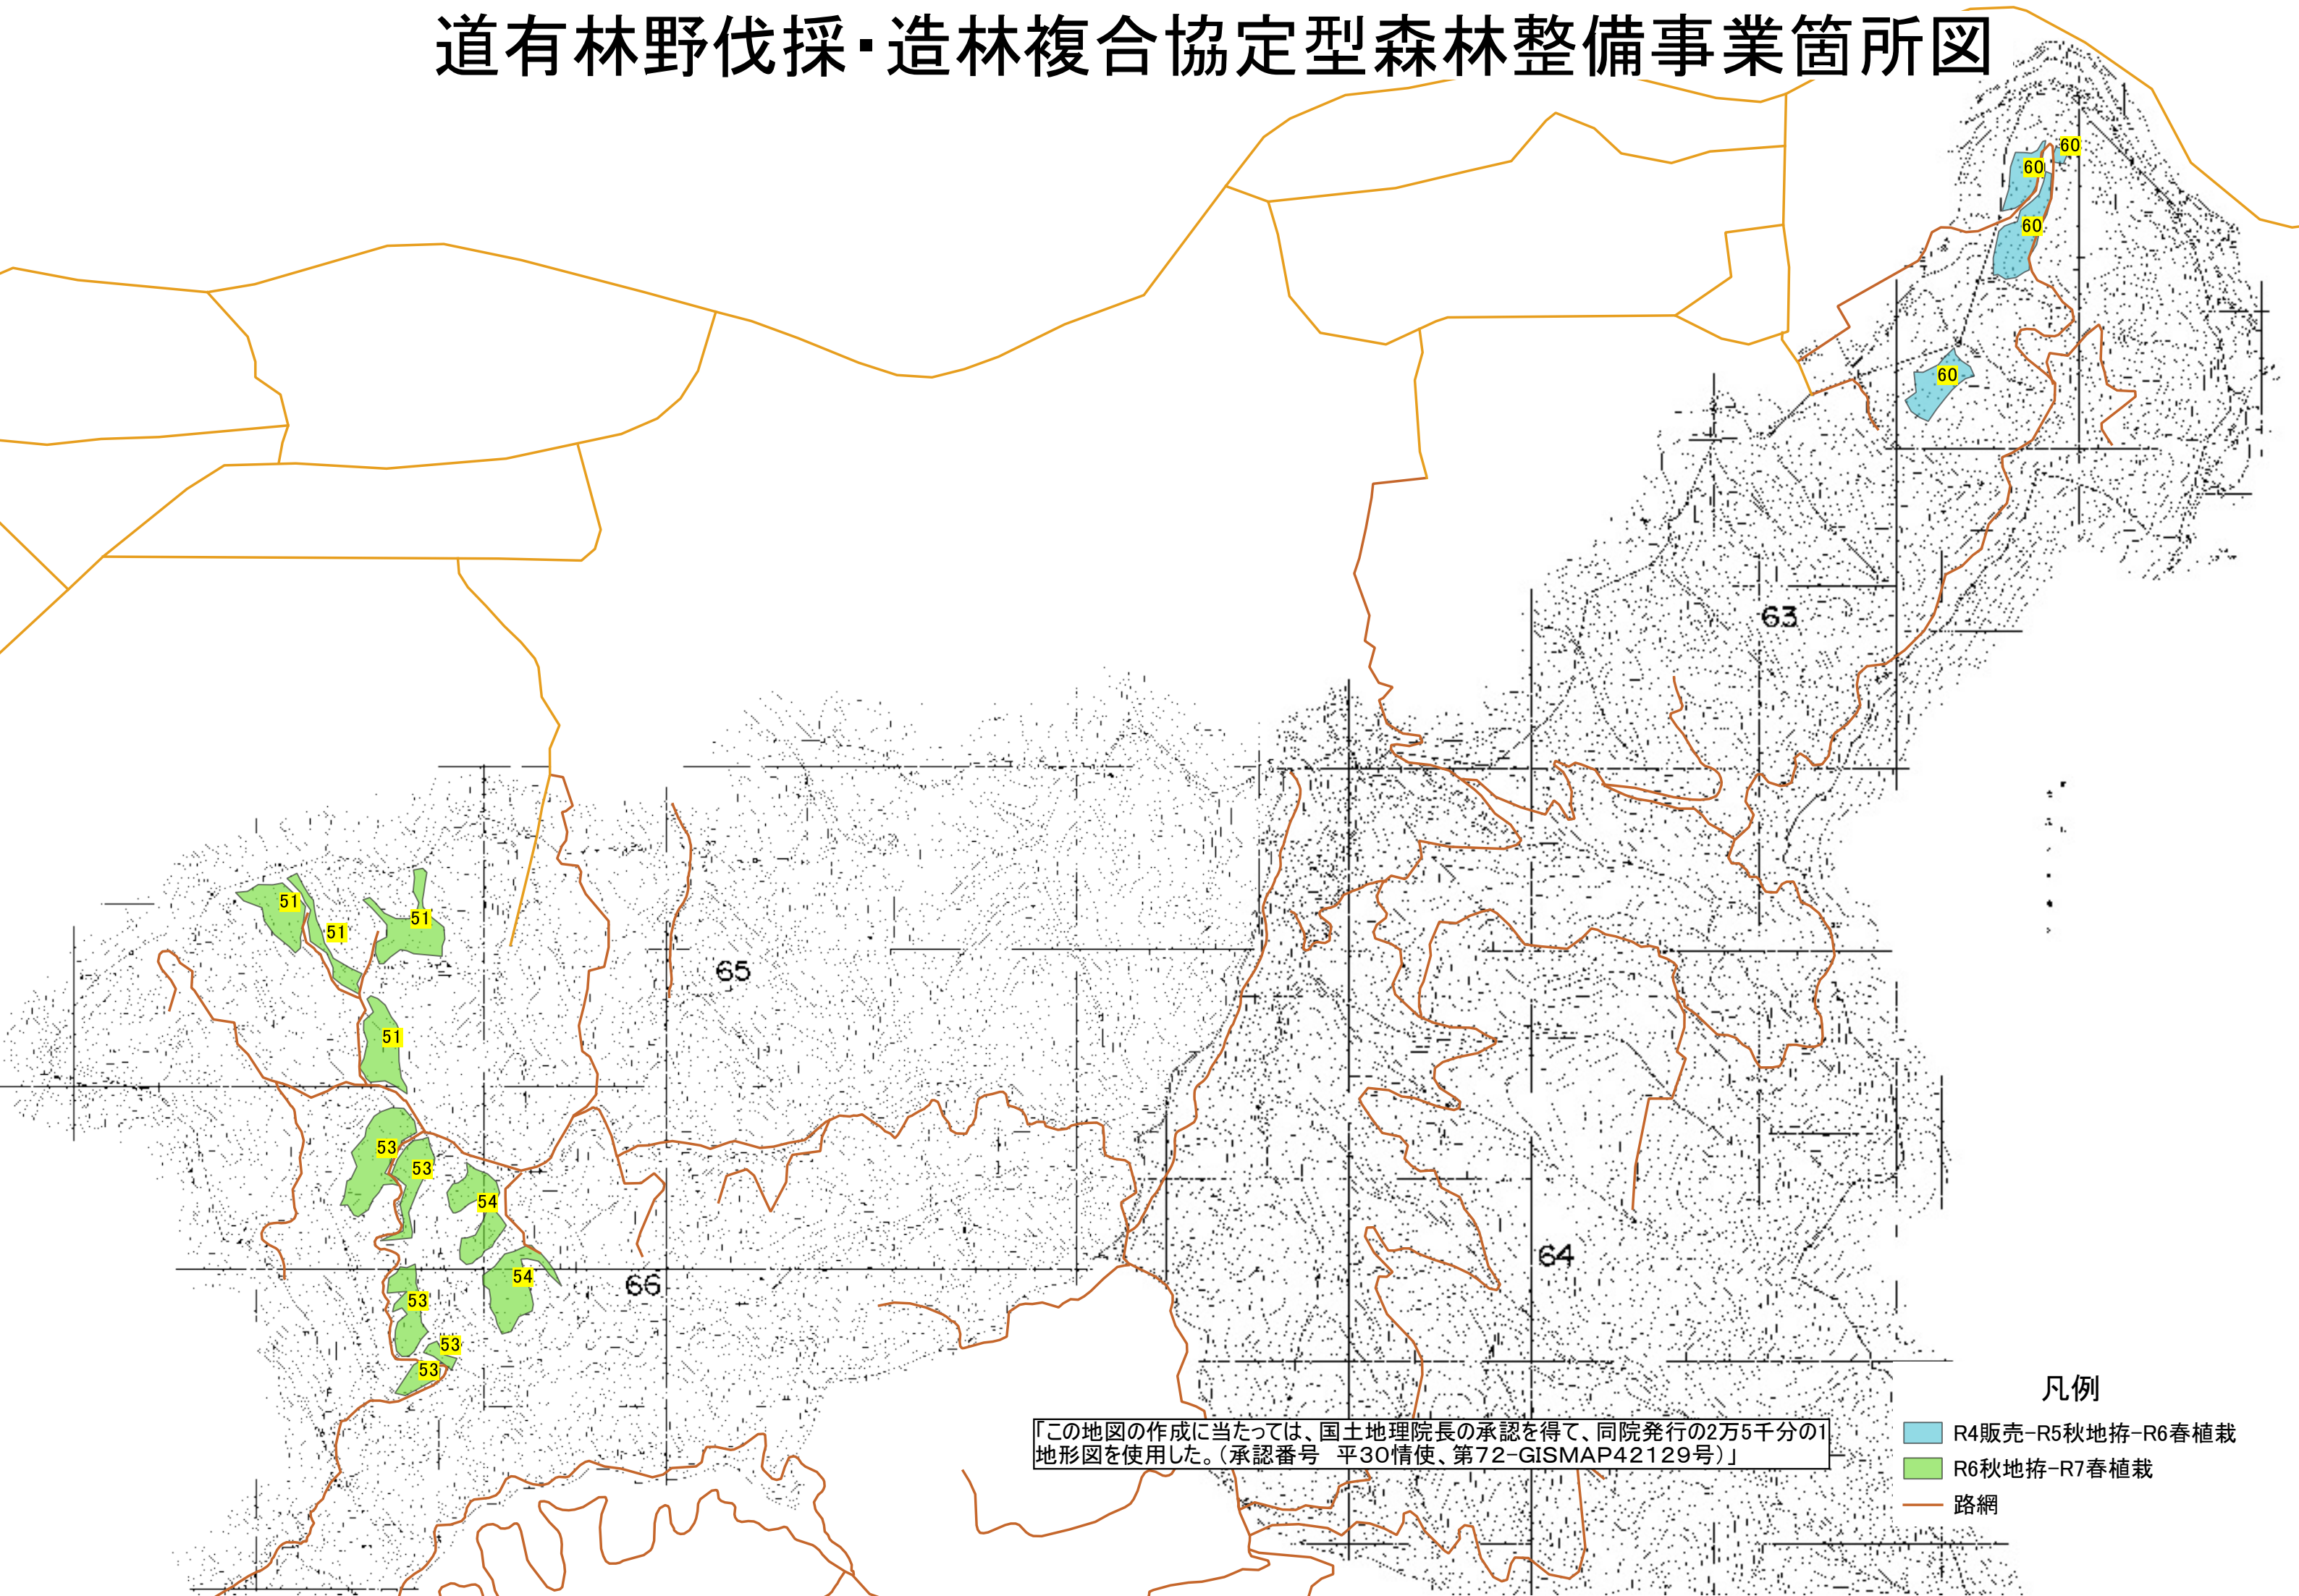 道有林野伐採・造林複合協定型森林整備事業箇所図
60
60
60
60
63
51
51
51
65
51
53
53
54
64
54
66
53
53
53
凡例
R4販売-R5秋地拵-R6春植栽
R6秋地拵-R7春植栽
路網
「この地図の作成に当たっては、国土地理院長の承認を得て、同院発行の2万5千分の1
地形図を使用した。(承認番号 平30情使、第72-GISMAP42129号)」